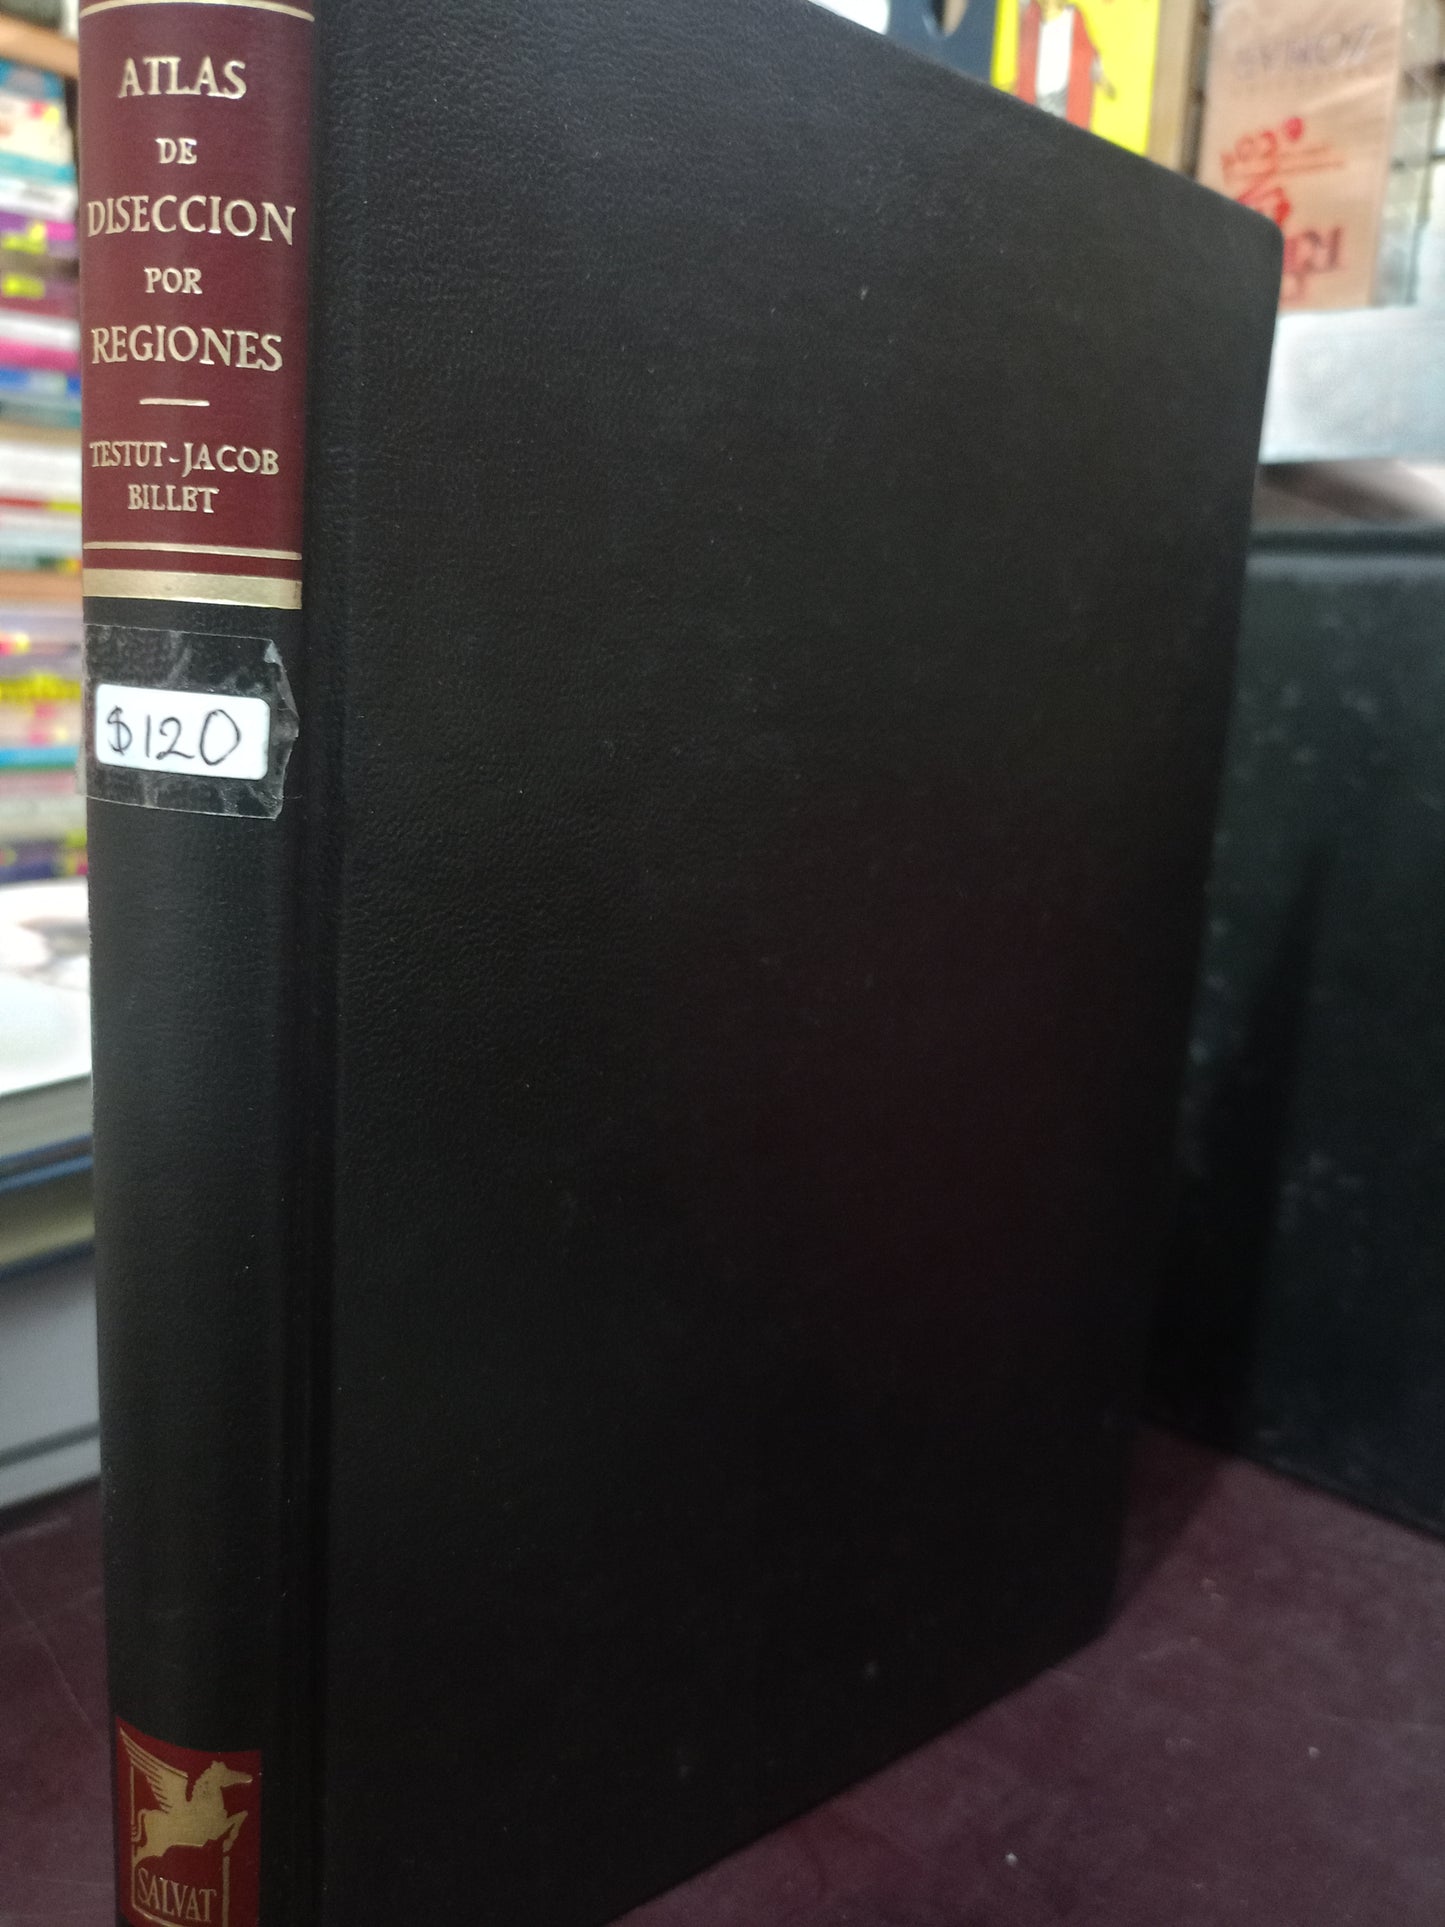 ATLAS
DE
DISECCION
POR
REGIONES
TESTUT-JACOB
BILLET
$120
SALVAT